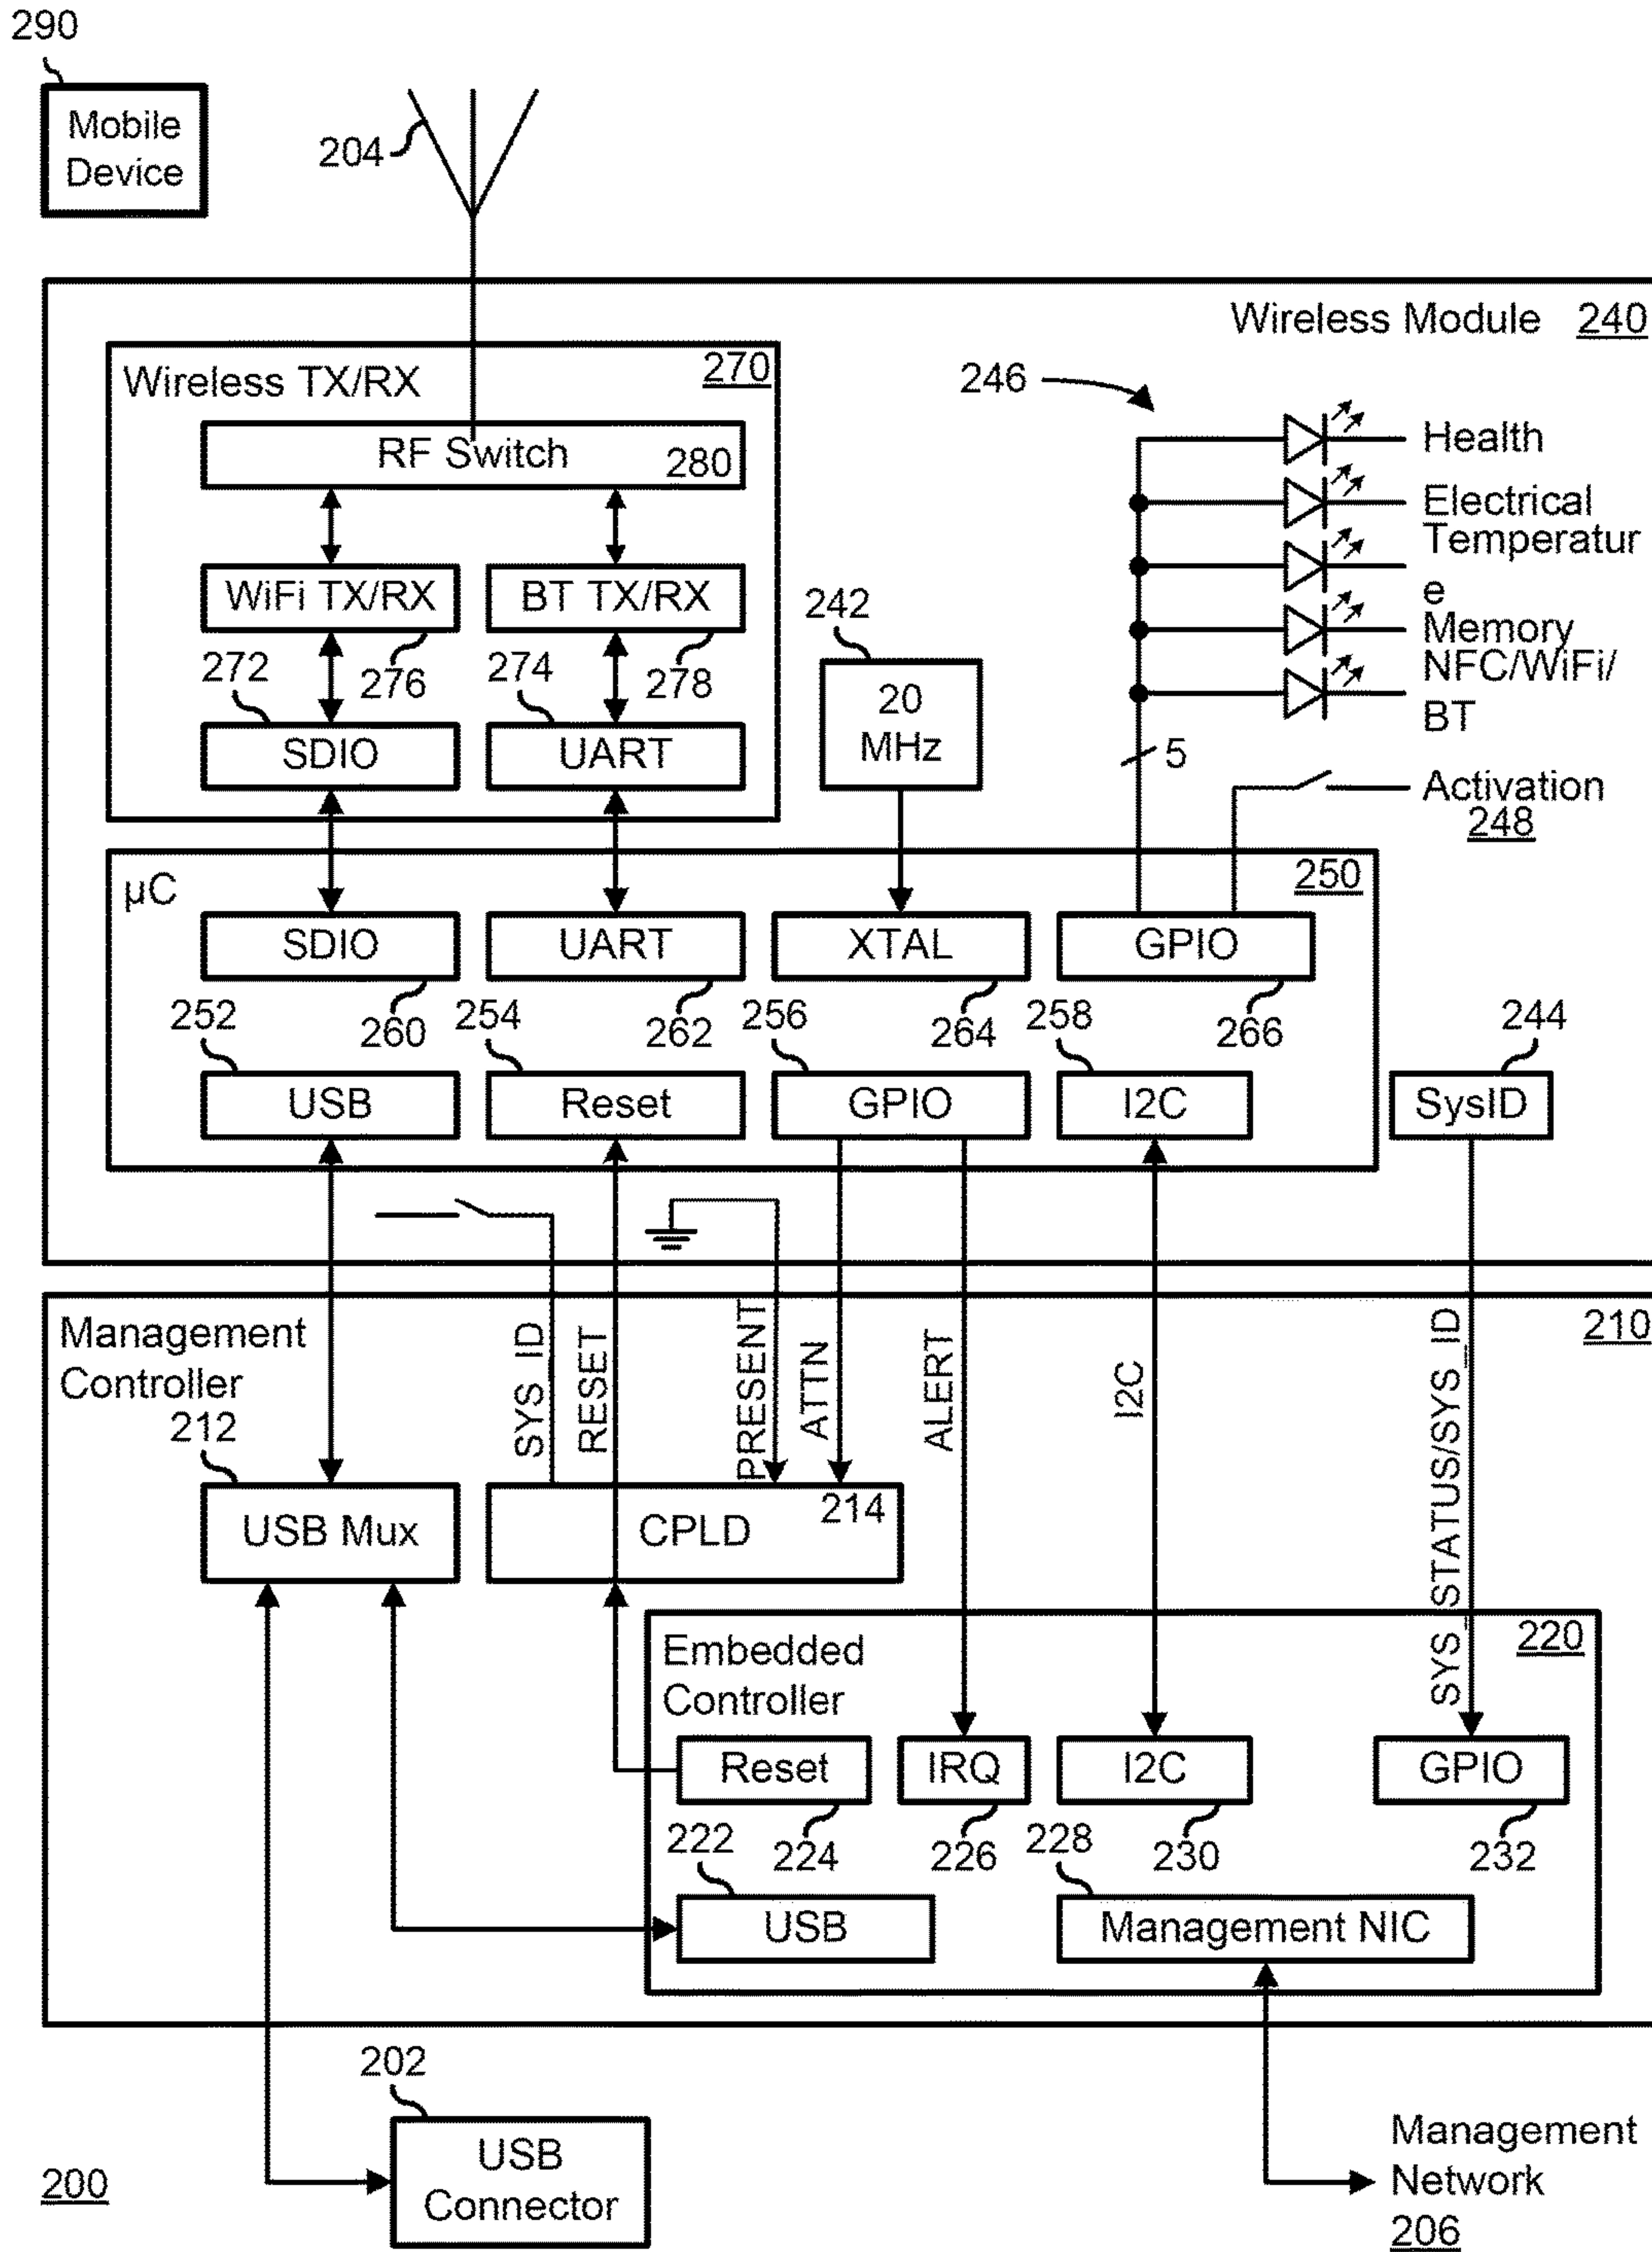 290
Mobile
Device
204
Wireless Module 240
Wireless TX/RX 270
246
RF Switch 280
Health
Electrical
Temperatur
e
Memory
NFC/WiFi/
BT
WiFi TX/RX
BT TX/RX
242
272
276
274
278
20
MHz
SDIO
UART
5
Activation
248
µC
250
SDIO
UART
XTAL
GPIO
252
260
254
262
256
264
258
266
244
USB
Reset
GPIO
I2C
SysID
Management
Controller
210
SYS_ID
RESET
PRESENT
ATTN
ALERT
I2C
SYS_STATUS/SYS_ID
212
USB Mux
CPLD
214
Embedded
Controller
220
Reset
IRQ
I2C
GPIO
222
224
226
228
230
232
USB
Management NIC
202
USB
Connector
200
Management
Network
206